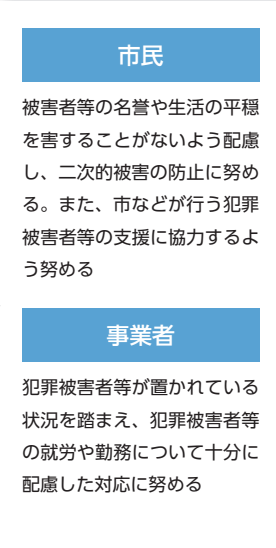 市民
被害者等の名誉や生活の平穏
を害することがないよう配慮
し、二次的被害の防止に努め
る。また、市などが行う犯罪
被害者等の支援に協力するよ
う努める
事業者
犯罪被害者等が置かれている
状況を踏まえ、犯罪被害者等
の就労や勤務について十分に
配慮した対応に努める